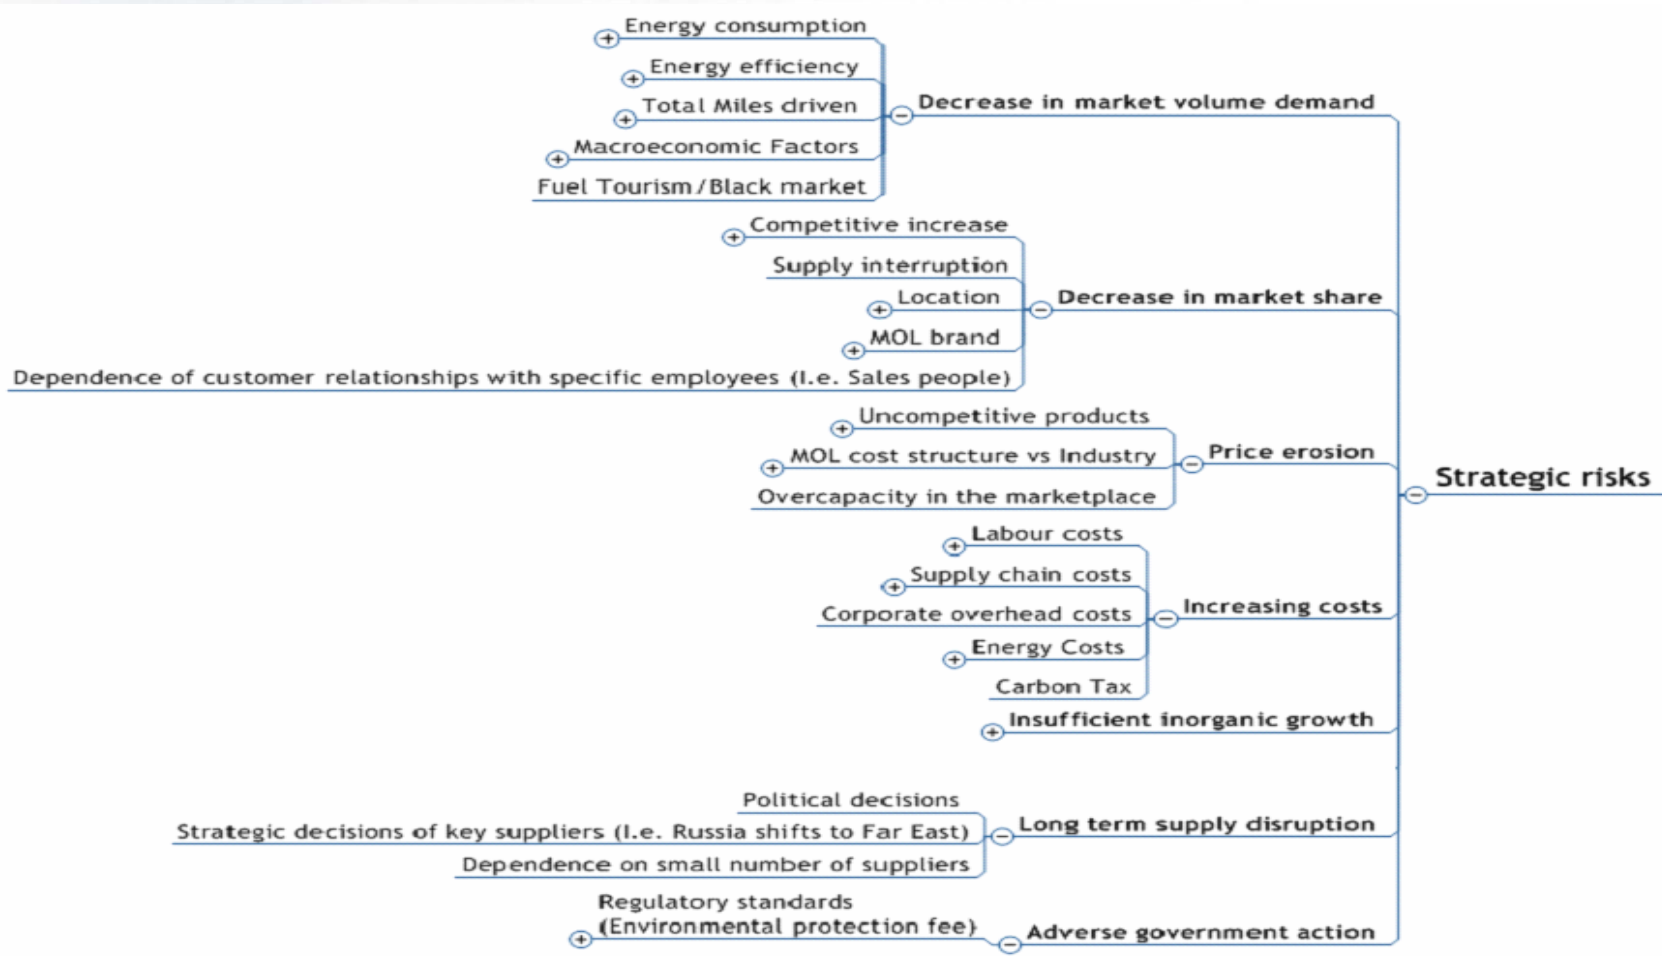 Energy consumption
Energy efficiency
Total Miles driven
Macroeconomic Factors
Fuel Tourism/Black market
Decrease in market volume demand
Competitive increase
Supply interruption
Location
MOL brand
Dependence of customer relationships with specific employees (I.e. Sales people)
Decrease in market share
Uncompetitive products
MOL cost structure vs Industry
Overcapacity in the marketplace
Price erosion
Strategic risks
Labour costs
Supply chain costs
Corporate overhead costs
Energy Costs
Carbon Tax
Increasing costs
Insufficient inorganic growth
Political decisions
Strategic decisions of key suppliers (I.e. Russia shifts to Far East)
Dependence on small number of suppliers
Long term supply disruption
Regulatory standards
(Environmental protection fee)
Adverse government action